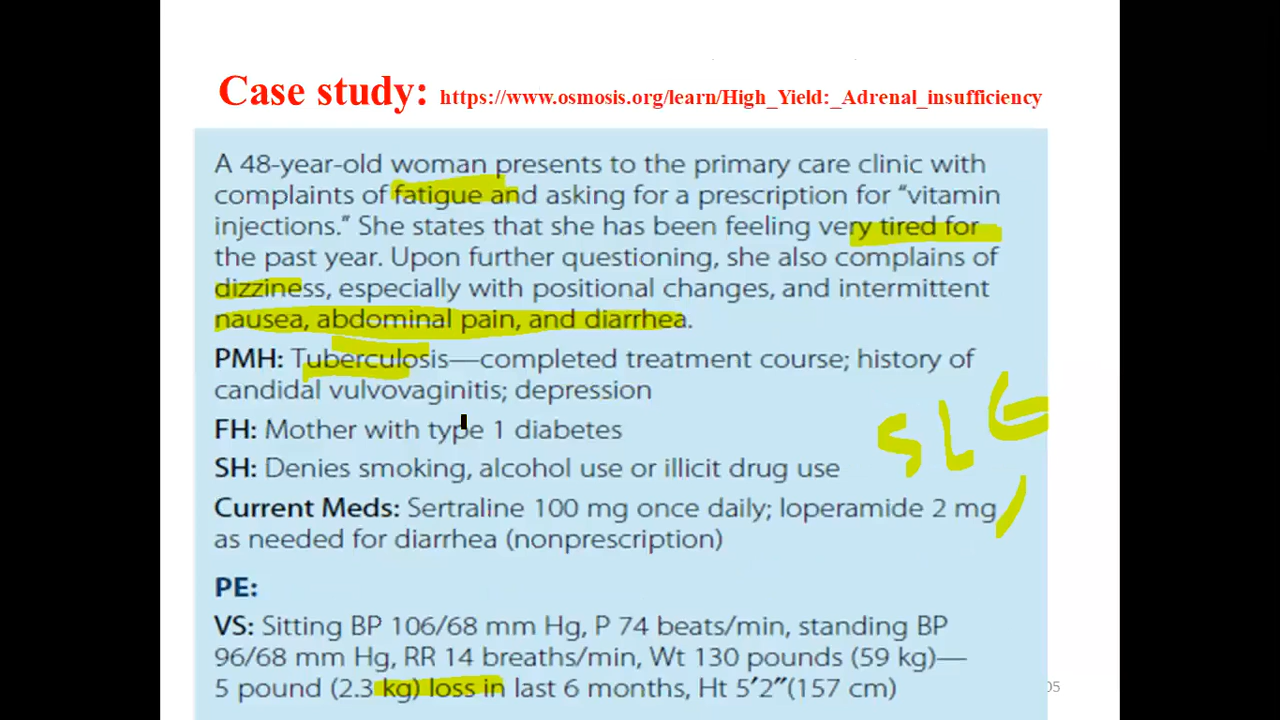 Case study: https://www.osmosis.org/learn/High_Yield:_Adrenal_insufficiency
A 48-year-old woman presents to the primary care clinic with
complaints of fatigue and asking for a prescription for “vitamin
injections.” She states that she has been feeling very tired for
the past year. Upon further questioning, she also complains of
dizziness, especially with positional changes, and intermittent
nausea, abdominal pain, and diarrhea.
PMH: Tuberculosis—completed treatment course; history of
candidal vulvovaginitis; depression
FH: Mother with type 1 diabetes
SLE
SH: Denies smoking, alcohol use or illicit drug use
Current Meds: Sertraline 100 mg once daily; loperamide 2 mg
as needed for diarrhea (nonprescription)
PE:
VS: Sitting BP 106/68 mm Hg, P 74 beats/min, standing BP
96/68 mm Hg, RR 14 breaths/min, Wt 130 pounds (59 kg)—
5 pound (2.3 kg) loss in last 6 months, Ht 5′2″(157 cm)
05